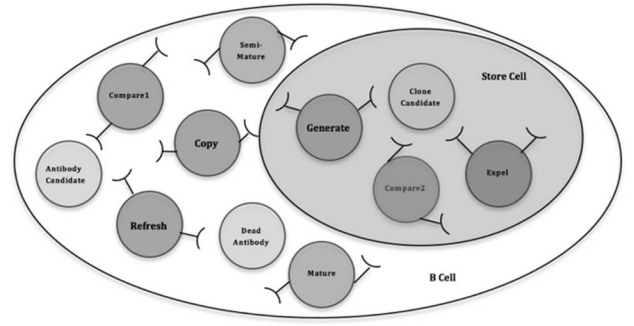 Semi-
Mature
Store Cell
Compare1
Clone
Candidate
Generate
Copy
Antibody
Candidate
Compare2
Expel
Refresh
Dead
Antibody
Mature
B Cell